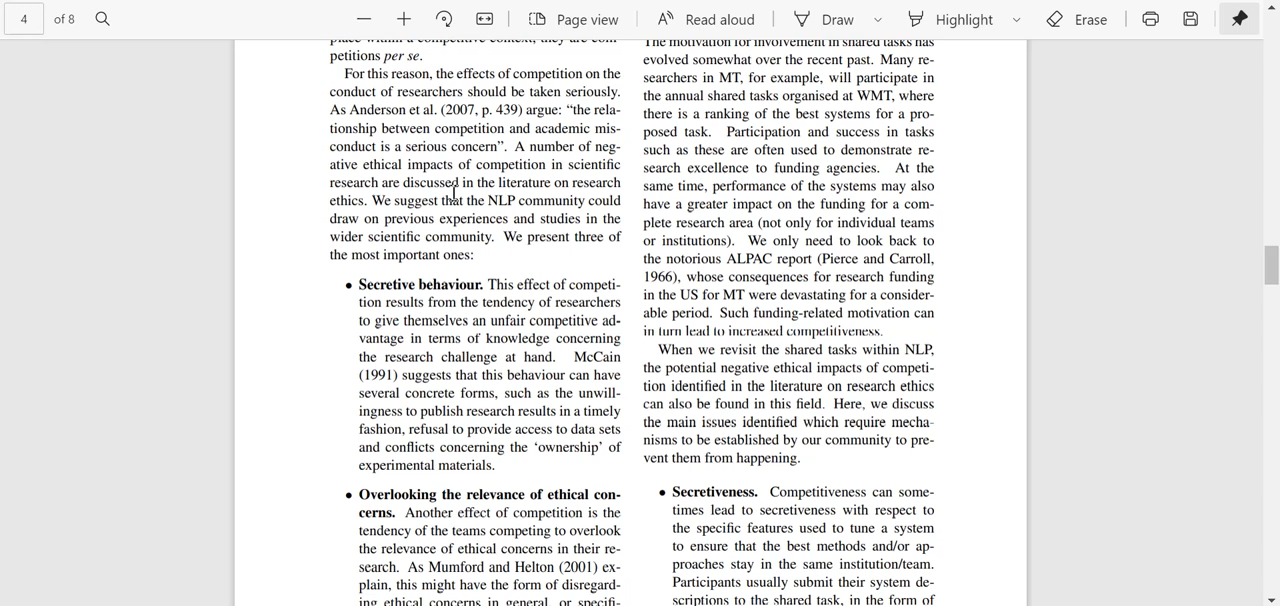 4 of 8 Page view Read aloud Draw Highlight Erase
place within a competitive context, they are com-
petitions per se.
For this reason, the effects of competition on the
conduct of researchers should be taken seriously.
As Anderson et al. (2007, p. 439) argue: “the rela-
tionship between competition and academic mis-
conduct is a serious concern”. A number of neg-
ative ethical impacts of competition in scientific
research are discussed in the literature on research
ethics. We suggest that the NLP community could
draw on previous experiences and studies in the
wider scientific community. We present three of
the most important ones:
• Secretive behaviour. This effect of competi-
tion results from the tendency of researchers
to give themselves an unfair competitive ad-
vantage in terms of knowledge concerning
the research challenge at hand. McCain
(1991) suggests that this behaviour can have
several concrete forms, such as the unwill-
ingness to publish research results in a timely
fashion, refusal to provide access to data sets
and conflicts concerning the ‘ownership’ of
experimental materials.
• Overlooking the relevance of ethical con-
cerns. Another effect of competition is the
tendency of the teams competing to overlook
the relevance of ethical concerns in their re-
search. As Mumford and Helton (2001) ex-
plain, this might have the form of disregard-
ing ethical concerns in general, or specifi-
The motivation for involvement in shared tasks has
evolved somewhat over the recent past. Many re-
searchers in MT, for example, will participate in
the annual shared tasks organised at WMT, where
there is a ranking of the best systems for a pro-
posed task. Participation and success in tasks
such as these are often used to demonstrate re-
search excellence to funding agencies. At the
same time, performance of the systems may also
have a greater impact on the funding for a com-
plete research area (not only for individual teams
or institutions). We only need to look back to
the notorious ALPAC report (Pierce and Carroll,
1966), whose consequences for research funding
in the US for MT were devastating for a consider-
able period. Such funding-related motivation can
in turn lead to increased competitiveness.
When we revisit the shared tasks within NLP,
the potential negative ethical impacts of competi-
tion identified in the literature on research ethics
can also be found in this field. Here, we discuss
the main issues identified which require mecha-
nisms to be established by our community to pre-
vent them from happening.
• Secretiveness. Competitiveness can some-
times lead to secretiveness with respect to
the specific features used to tune a system
to ensure that the best methods and/or ap-
proaches stay in the same institution/team.
Participants usually submit their system de-
scriptions to the shared task, in the form of